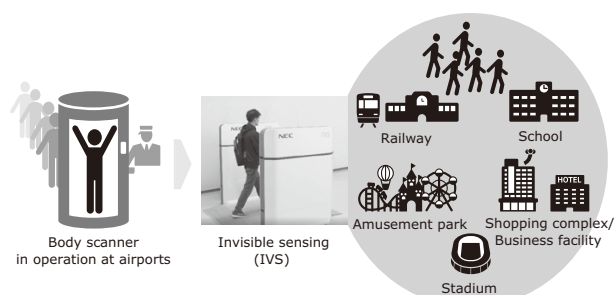 Body scanner
in operation at airports
NEC
NEC
Invisible sensing
(IVS)
Railway
School
Amusement park
HOTEL
Shopping complex/
Business facility
Stadium